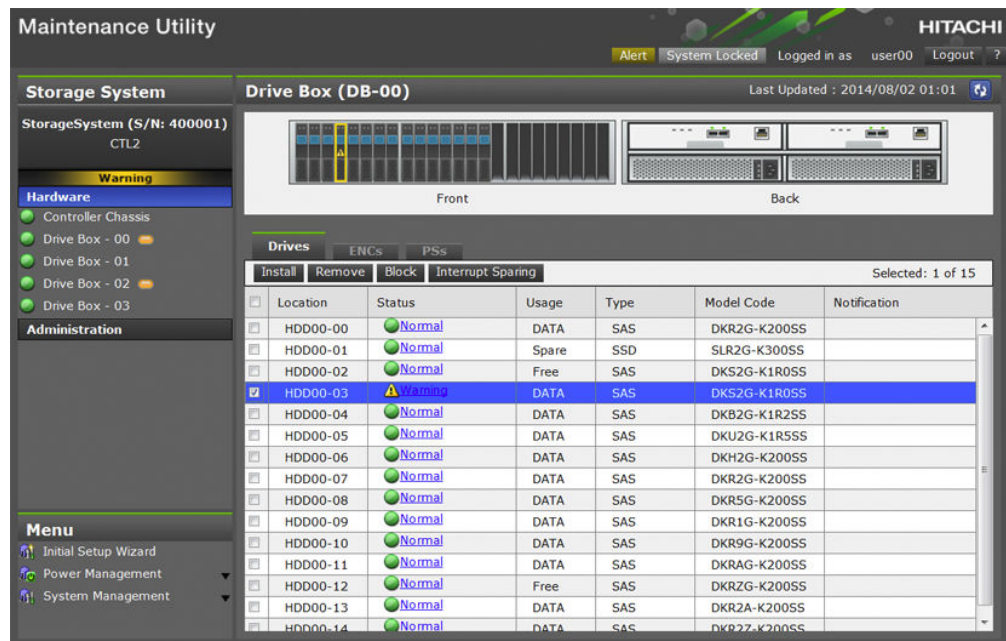 Maintenance Utility
HITACHI
Alert System Locked Logged in as user00 Logout ?
Storage System
StorageSystem (S/N: 400001)
CTL2
Warning
Hardware
Controller Chassis
Drive Box - 00
Drive Box - 01
Drive Box - 02
Drive Box - 03
Administration
Menu
Initial Setup Wizard
Power Management
System Management
Drive Box (DB-00) Last Updated : 2014/08/02 01:01
Front Back
Drives ENCs PSs
Install Remove Block Interrupt Sparing Selected: 1 of 15
Location Status Usage Type Model Code Notification
HDD00-00 Normal DATA SAS DKR2G-K200SS
HDD00-01 Normal Spare SSD SLR2G-K300SS
HDD00-02 Normal Free SAS DKS2G-K1R0SS
HDD00-03 Warning DATA SAS DKS2G-K1R0SS
HDD00-04 Normal DATA SAS DKB2G-K1R2SS
HDD00-05 Normal DATA SAS DKU2G-K1R5SS
HDD00-06 Normal DATA SAS DKH2G-K200SS
HDD00-07 Normal DATA SAS DKR2G-K200SS
HDD00-08 Normal DATA SAS DKR5G-K200SS
HDD00-09 Normal DATA SAS DKR1G-K200SS
HDD00-10 Normal DATA SAS DKR9G-K200SS
HDD00-11 Normal DATA SAS DKRAG-K200SS
HDD00-12 Normal Free SAS DKRZG-K200SS
HDD00-13 Normal DATA SAS DKR2A-K200SS
HDD00-14 Normal DATA SAS DKR2Z-K200SS